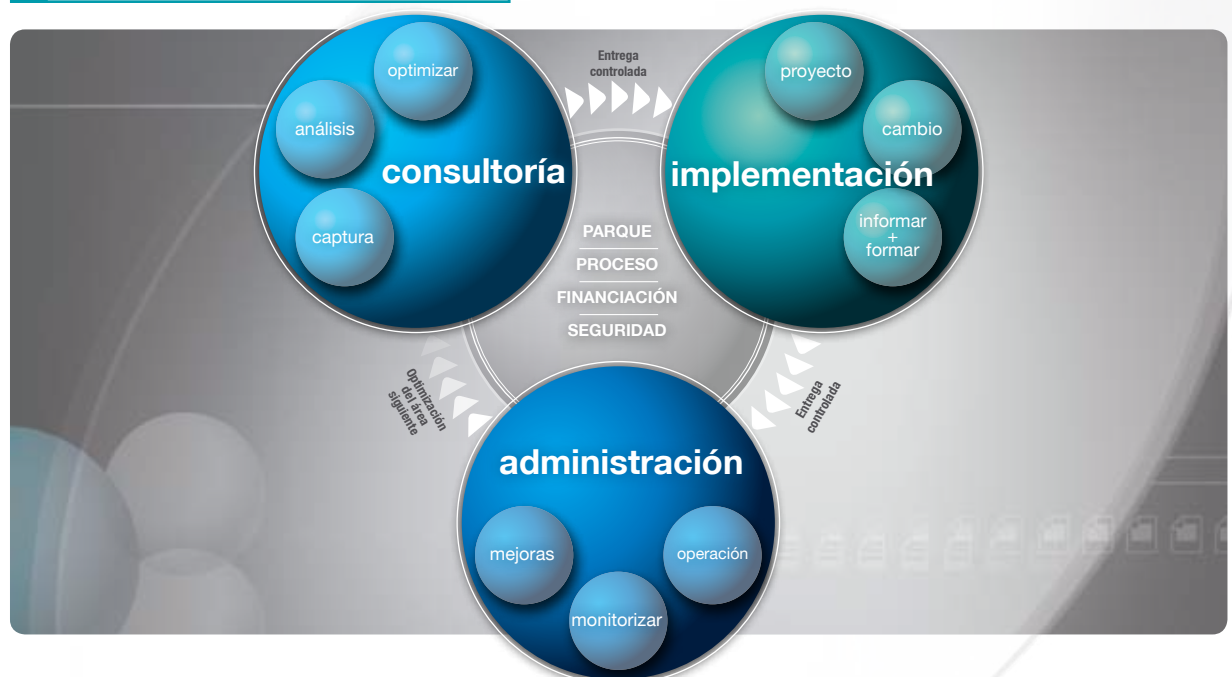 optimizar
análisis
consultoría
captura
Entrega
controlada
proyecto
cambio
implementación
informar
+
formar
PARQUE
PROCESO
FINANCIACIÓN
SEGURIDAD
Optimización
del área
siguiente
Entrega
controlada
administración
mejoras
operación
monitorizar